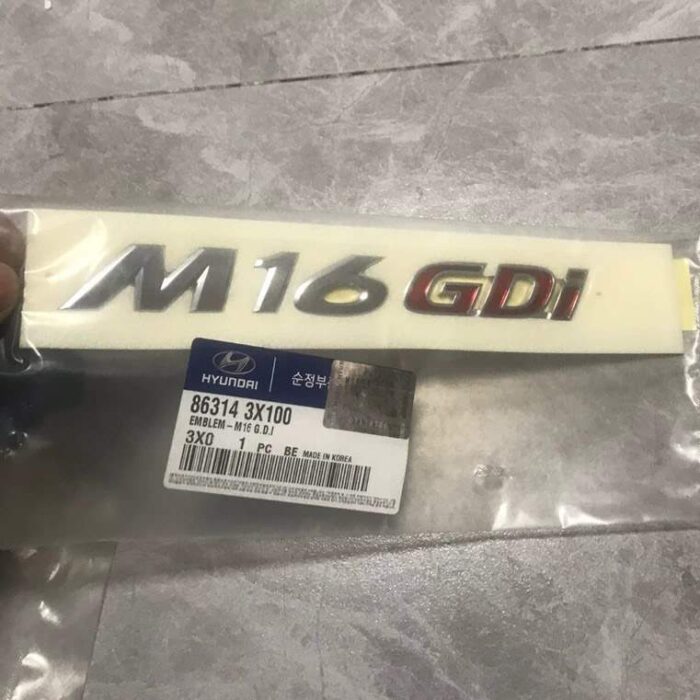 M16 GDi
HYUNDAI
순정부
86314 3X100
EMBLEM-M16 G.D.I
3X0 1 PC BE MADE IN KOREA